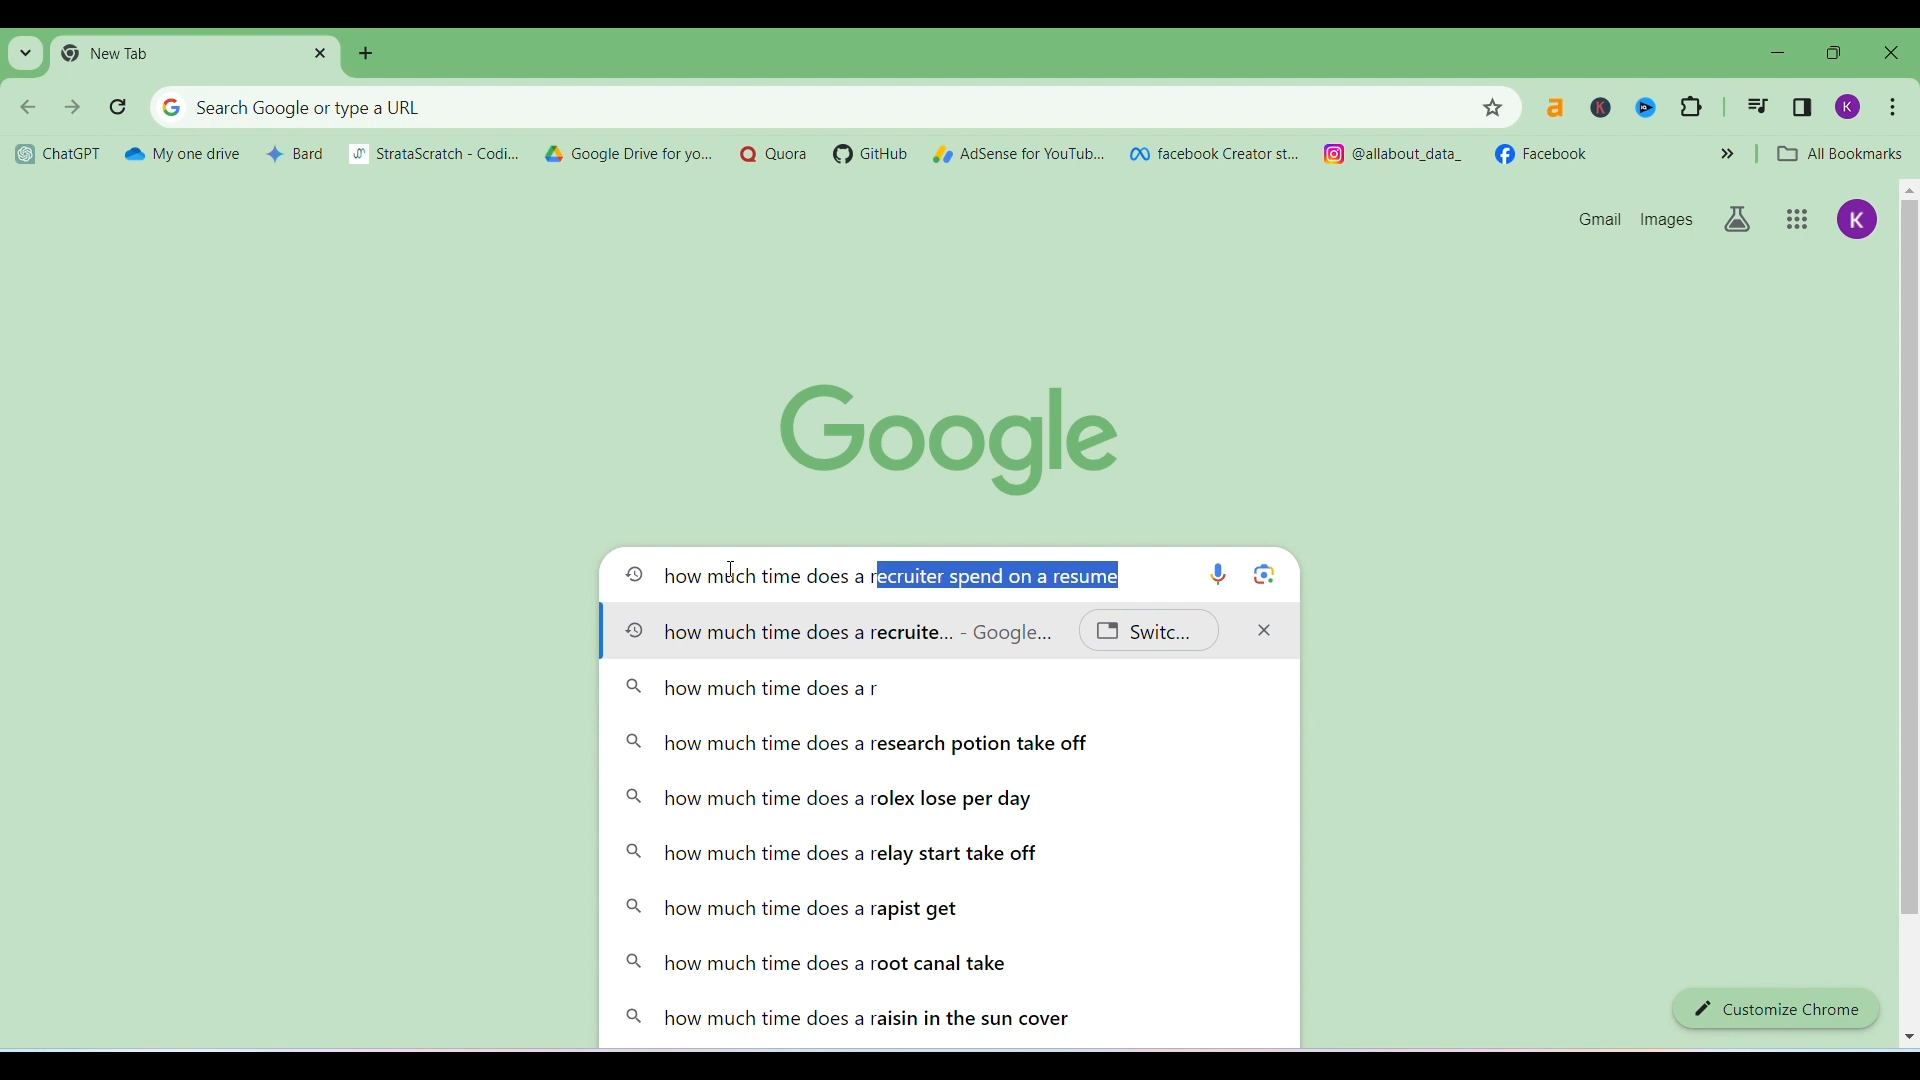 New Tab
Search Google or type a URL
ChatGPT My one drive Bard StrataScratch - Codi... Google Drive for yo... Quora GitHub AdSense for YouTub... facebook Creator st... @allabout_data_ Facebook » All Bookmarks
Gmail Images K
Google
how much time does a recruiter spend on a resume
how much time does a recruite... - Google... Switc...
how much time does a r
how much time does a research potion take off
how much time does a rolex lose per day
how much time does a relay start take off
how much time does a rapist get
how much time does a root canal take
how much time does a raisin in the sun cover
Customize Chrome